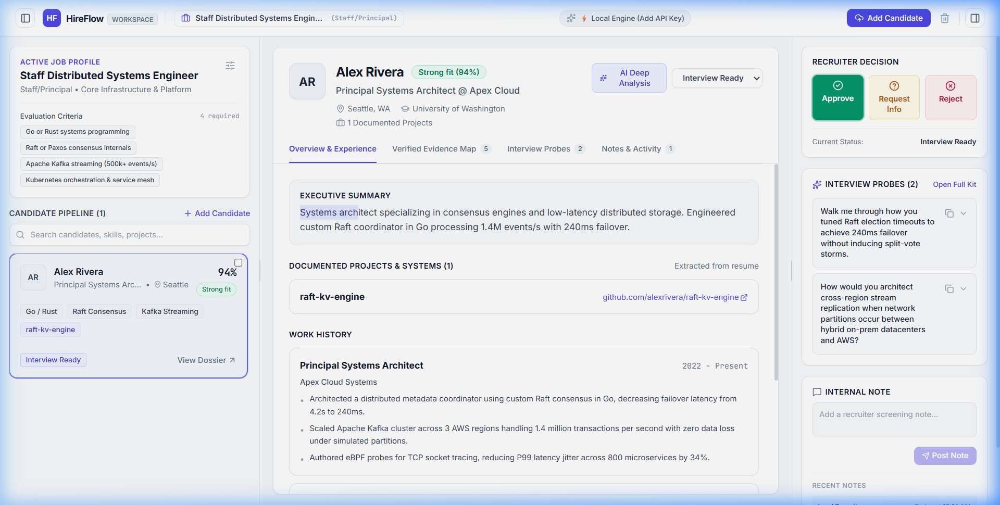 HF HireFlow WORKSPACE
Staff Distributed Systems Engin... (Staff/Principal)
Local Engine (Add API Key)
Add Candidate
ACTIVE JOB PROFILE
Staff Distributed Systems Engineer
Staff/Principal • Core Infrastructure & Platform
Evaluation Criteria 4 required
Go or Rust systems programming
Raft or Paxos consensus internals
Apache Kafka streaming (500k+ events/s)
Kubernetes orchestration & service mesh
CANDIDATE PIPELINE (1) + Add Candidate
Search candidates, skills, projects...
AR
Alex Rivera
94%
Principal Systems Arc... • Seattle
Strong fit
Go / Rust Raft Consensus Kafka Streaming
raft-kv-engine
Interview Ready View Dossier
AR
Alex Rivera Strong fit (94%)
Principal Systems Architect @ Apex Cloud
Seattle, WA University of Washington
1 Documented Projects
AI Deep
Analysis
Interview Ready
Overview & Experience Verified Evidence Map 5 Interview Probes 2 Notes & Activity 1
EXECUTIVE SUMMARY
Systems architect specializing in consensus engines and low-latency distributed storage. Engineered
custom Raft coordinator in Go processing 1.4M events/s with 240ms failover.
DOCUMENTED PROJECTS & SYSTEMS (1) Extracted from resume
raft-kv-engine github.com/alexrivera/raft-kv-engine
WORK HISTORY
Principal Systems Architect 2022 - Present
Apex Cloud Systems
• Architected a distributed metadata coordinator using custom Raft consensus in Go, decreasing failover latency from
4.2s to 240ms.
• Scaled Apache Kafka cluster across 3 AWS regions handling 1.4 million transactions per second with zero data loss
under simulated partitions.
• Authored eBPF probes for TCP socket tracing, reducing P99 latency jitter across 800 microservices by 34%.
RECRUITER DECISION
Approve
Request
Info
Reject
Current Status: Interview Ready
INTERVIEW PROBES (2) Open Full Kit
Walk me through how you
tuned Raft election timeouts to
achieve 240ms failover
without inducing split-vote
storms.
How would you architect
cross-region stream
replication when network
partitions occur between
hybrid on-prem datacenters
and AWS?
INTERNAL NOTE
Add a recruiter screening note...
Post Note
RECENT NOTES